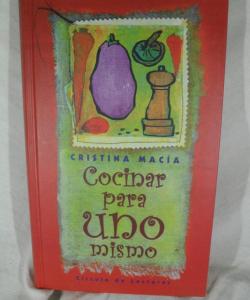 CRISTINA MACÍA
Cocinar
para
uno
mismo
Círculo de Lectores